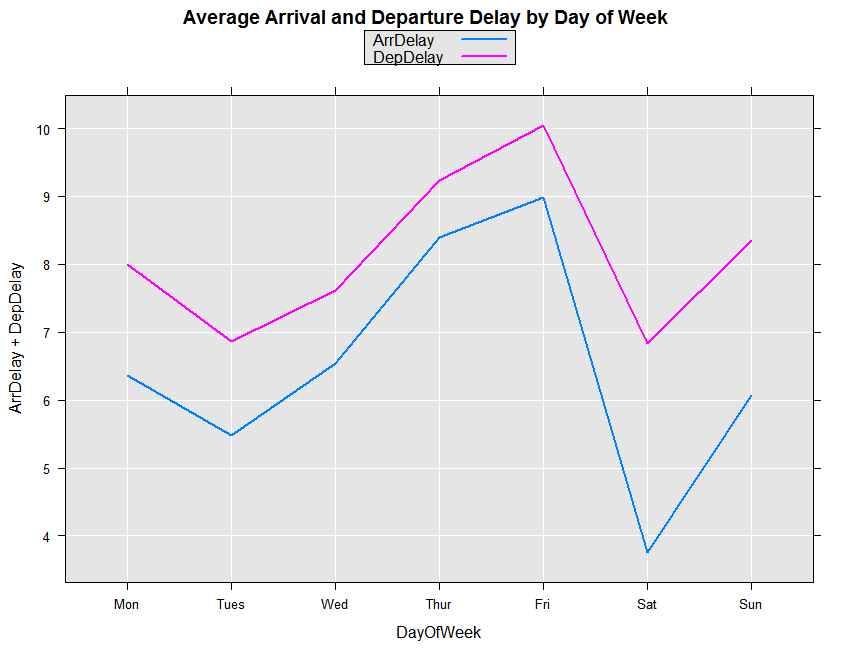 Average Arrival and Departure Delay by Day of Week
ArrDelay
DepDelay
10
9
8
7
6
5
4
ArrDelay + DepDelay
Mon Tues Wed Thur Fri Sat Sun
DayOfWeek